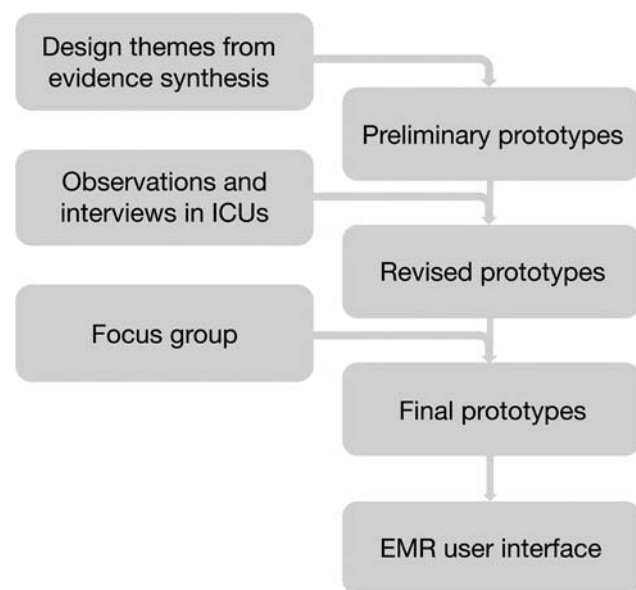 Design themes from
evidence synthesis
Preliminary prototypes
Observations and
interviews in ICUs
Revised prototypes
Focus group
Final prototypes
EMR user interface